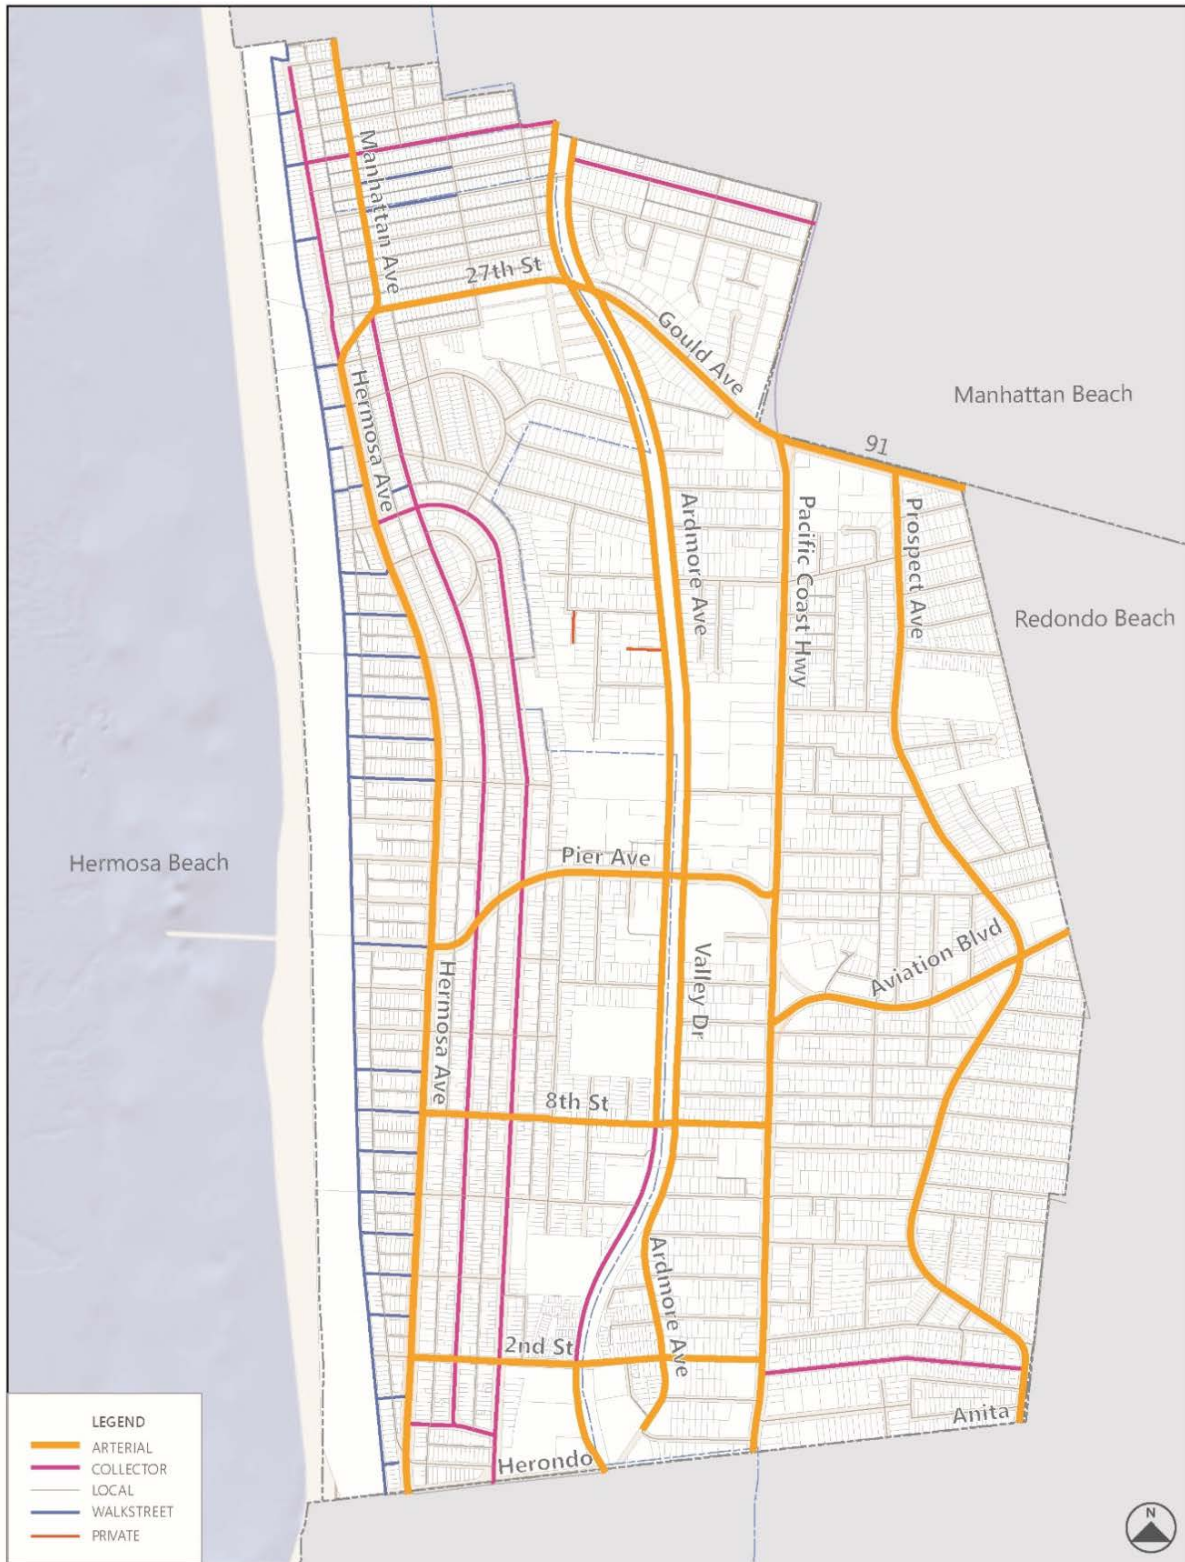 Manhattan Ave
27th St
Gould Ave
Manhattan Beach
91
Hermosa Ave
Ardmore Ave
Pacific Coast Hwy
Prospect Ave
Redondo Beach
Pier Ave
Hermosa Beach
Aviation Blvd
Valley Dr
Hermosa Ave
8th St
Ardmore Ave
2nd St
Anita
Herondo
LEGEND
ARTERIAL
COLLECTOR
LOCAL
WALKSTREET
PRIVATE
N